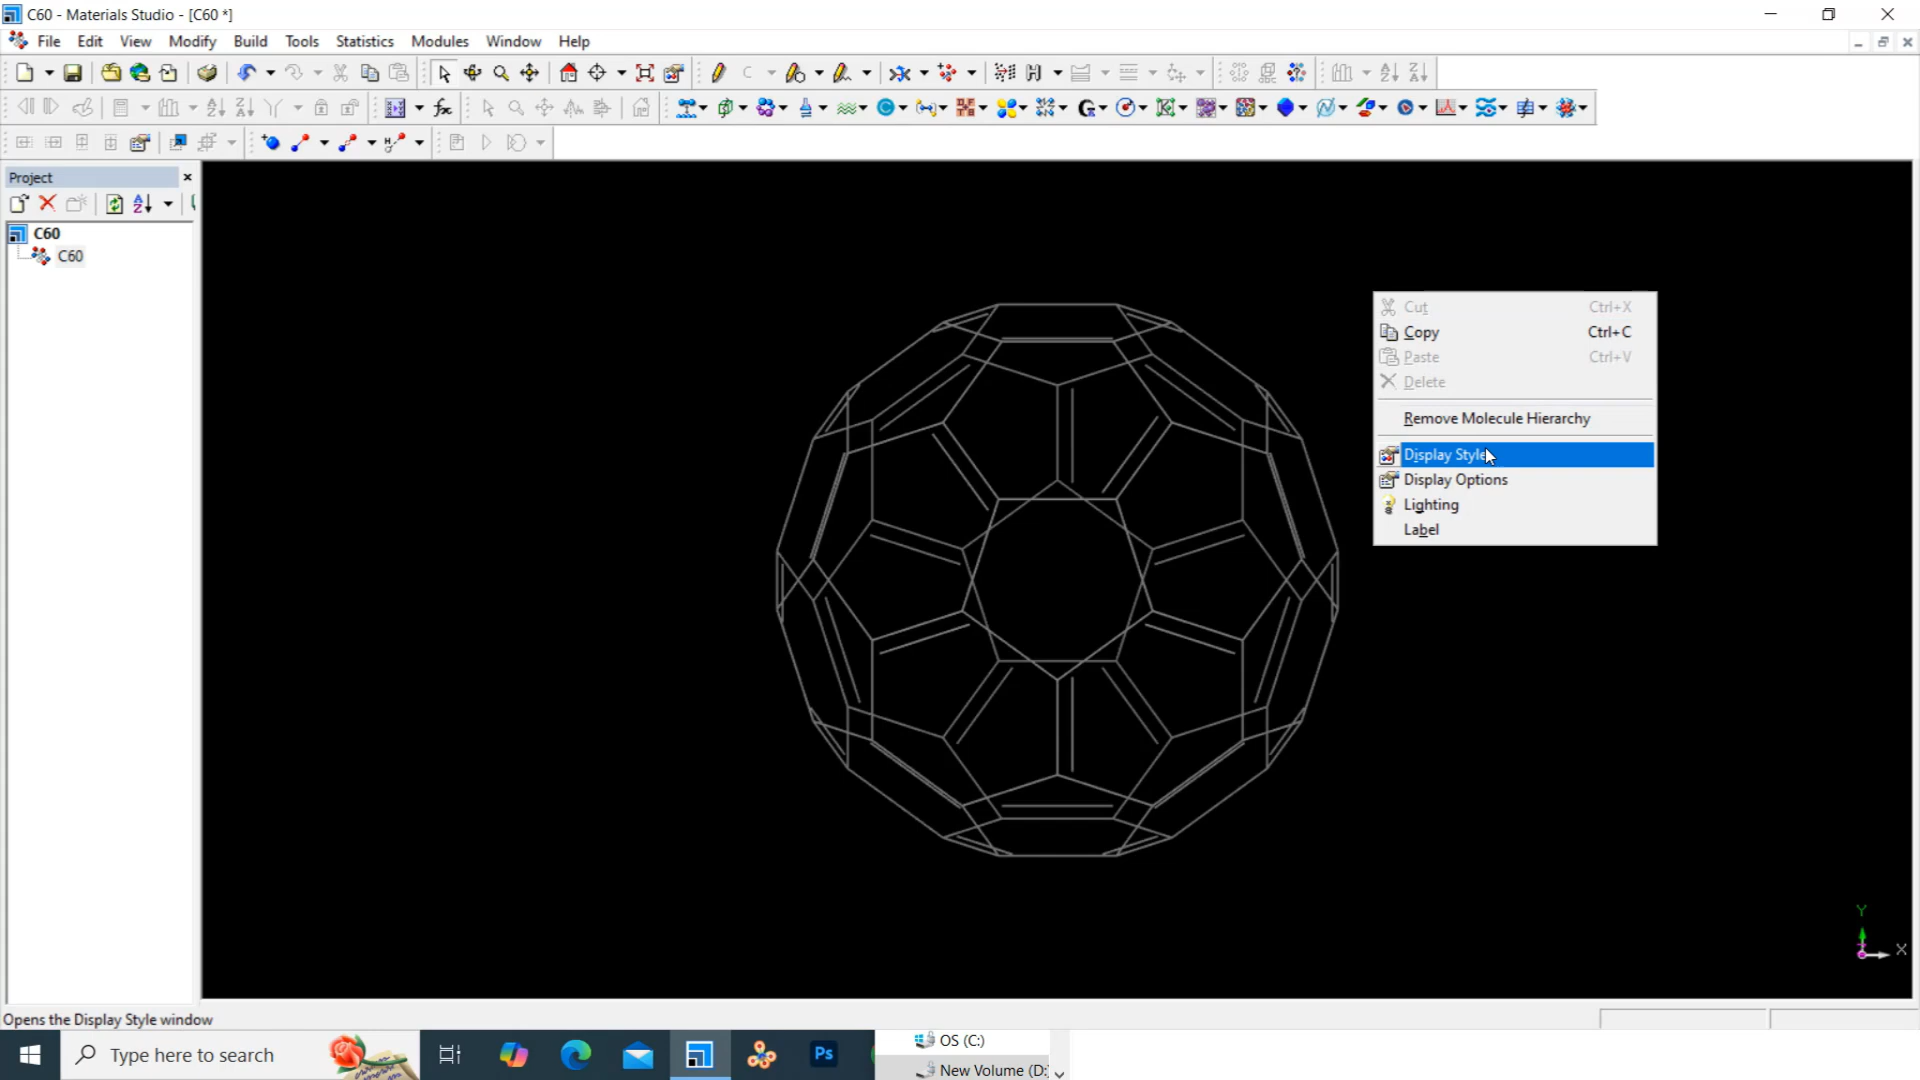 C60 - Materials Studio - [C60 *]
File Edit View Modify Build Tools Statistics Modules Window Help
Project
C60
C60
Cut Ctrl+X
Copy Ctrl+C
Paste Ctrl+V
Delete
Remove Molecule Hierarchy
Display Style
Display Options
Lighting
Label
Y
X
Opens the Display Style window
Type here to search
Ps
OS (C:)
New Volume (D:)